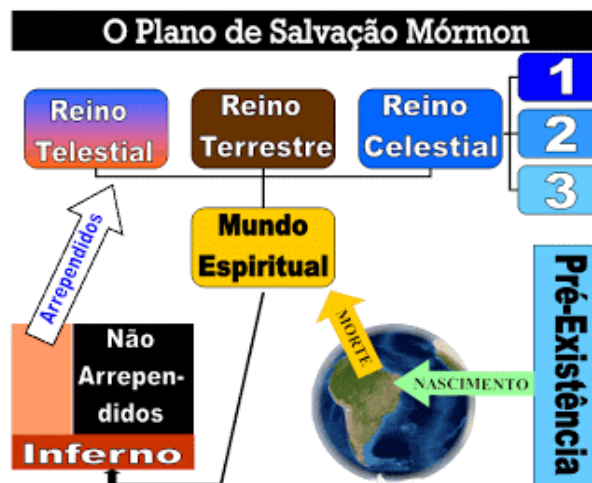 O Plano de Salvação Mórmon
Reino
Telestial
Reino
Terrestre
Reino
Celestial
1
2
3
Mundo
Espiritual
Arrependidos
Não
Arrepen-
didos
Inferno
MORTE
NASCIMENTO
Pré-Existência